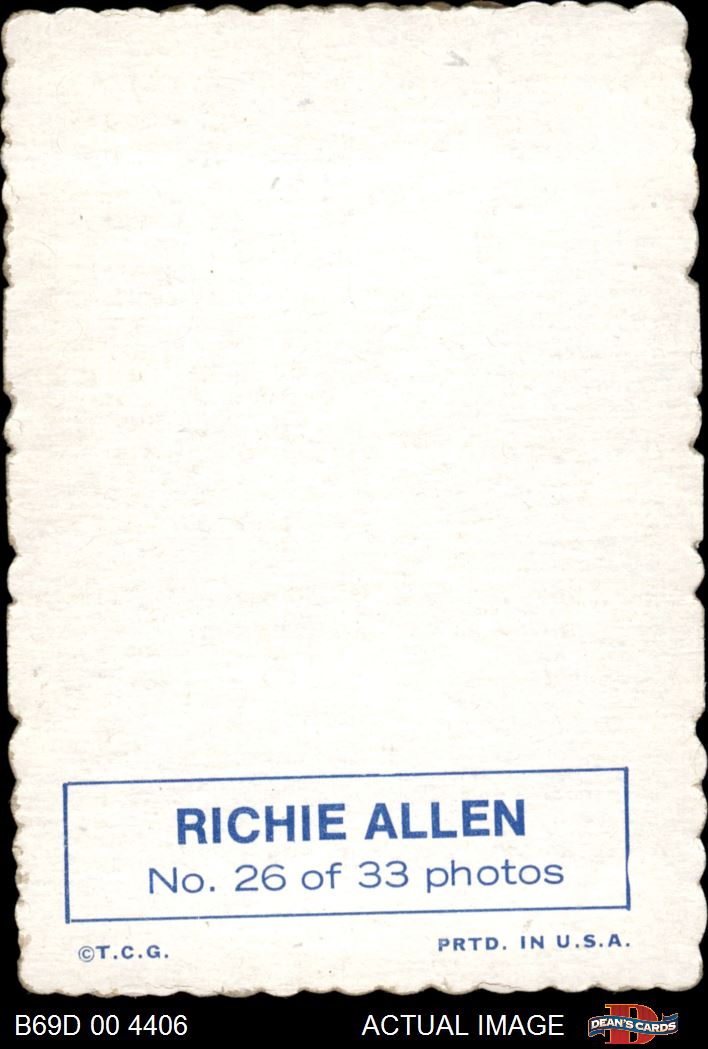 RICHIE ALLEN
No. 26 of 33 photos
©T.C.G.
PRTD. IN U.S.A.
B69D 00 4406
ACTUAL IMAGE
DEAN'S CARDS